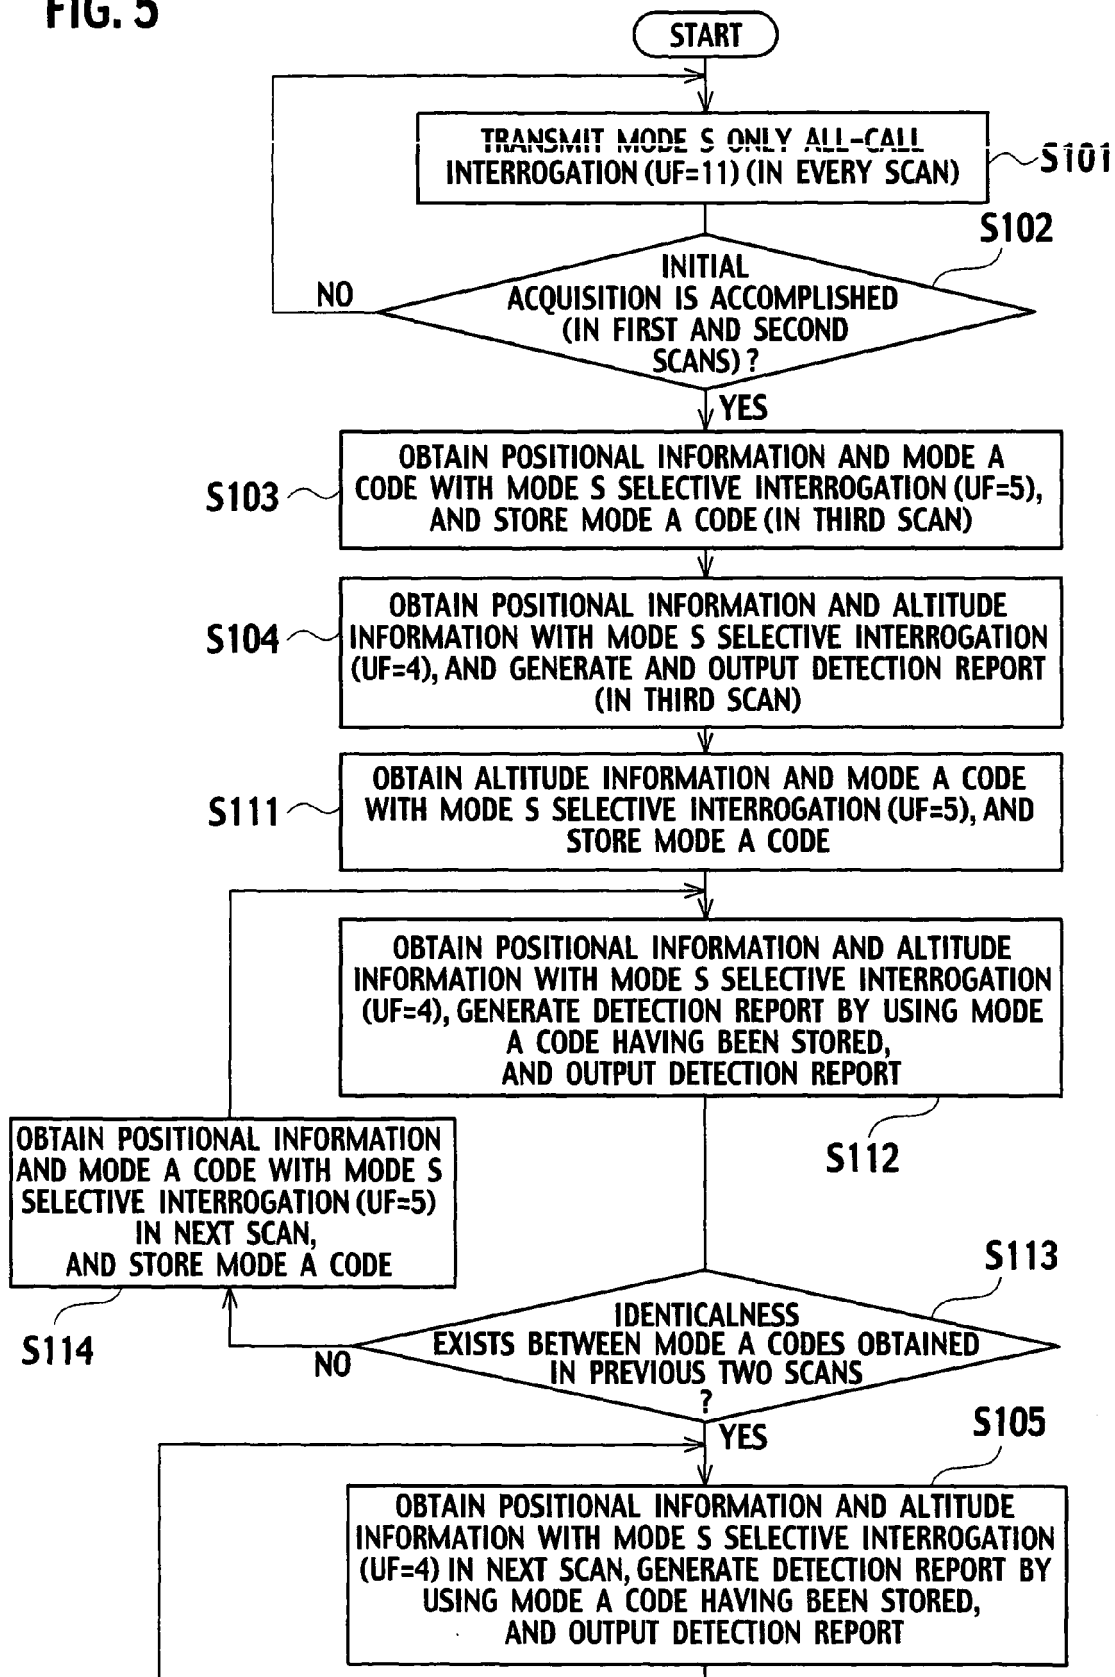 FIG. 5
START
TRANSMIT MODE S ONLY ALL-CALL
INTERROGATION (UF=11) (IN EVERY SCAN)
S101
S102
INITIAL
ACQUISITION IS ACCOMPLISHED
(IN FIRST AND SECOND
SCANS) ?
NO
YES
OBTAIN POSITIONAL INFORMATION AND MODE A
CODE WITH MODE S SELECTIVE INTERROGATION (UF=5),
AND STORE MODE A CODE (IN THIRD SCAN)
S103
OBTAIN POSITIONAL INFORMATION AND ALTITUDE
INFORMATION WITH MODE S SELECTIVE INTERROGATION
(UF=4), AND GENERATE AND OUTPUT DETECTION REPORT
(IN THIRD SCAN)
S104
OBTAIN ALTITUDE INFORMATION AND MODE A CODE
WITH MODE S SELECTIVE INTERROGATION (UF=5), AND
STORE MODE A CODE
S111
OBTAIN POSITIONAL INFORMATION AND ALTITUDE
INFORMATION WITH MODE S SELECTIVE INTERROGATION
(UF=4), GENERATE DETECTION REPORT BY USING MODE
A CODE HAVING BEEN STORED,
AND OUTPUT DETECTION REPORT
S112
OBTAIN POSITIONAL INFORMATION
AND MODE A CODE WITH MODE S
SELECTIVE INTERROGATION (UF=5)
IN NEXT SCAN,
AND STORE MODE A CODE
S114
S113
IDENTICALNESS
EXISTS BETWEEN MODE A CODES OBTAINED
IN PREVIOUS TWO SCANS
?
NO
YES
S105
OBTAIN POSITIONAL INFORMATION AND ALTITUDE
INFORMATION WITH MODE S SELECTIVE INTERROGATION
(UF=4) IN NEXT SCAN, GENERATE DETECTION REPORT BY
USING MODE A CODE HAVING BEEN STORED,
AND OUTPUT DETECTION REPORT